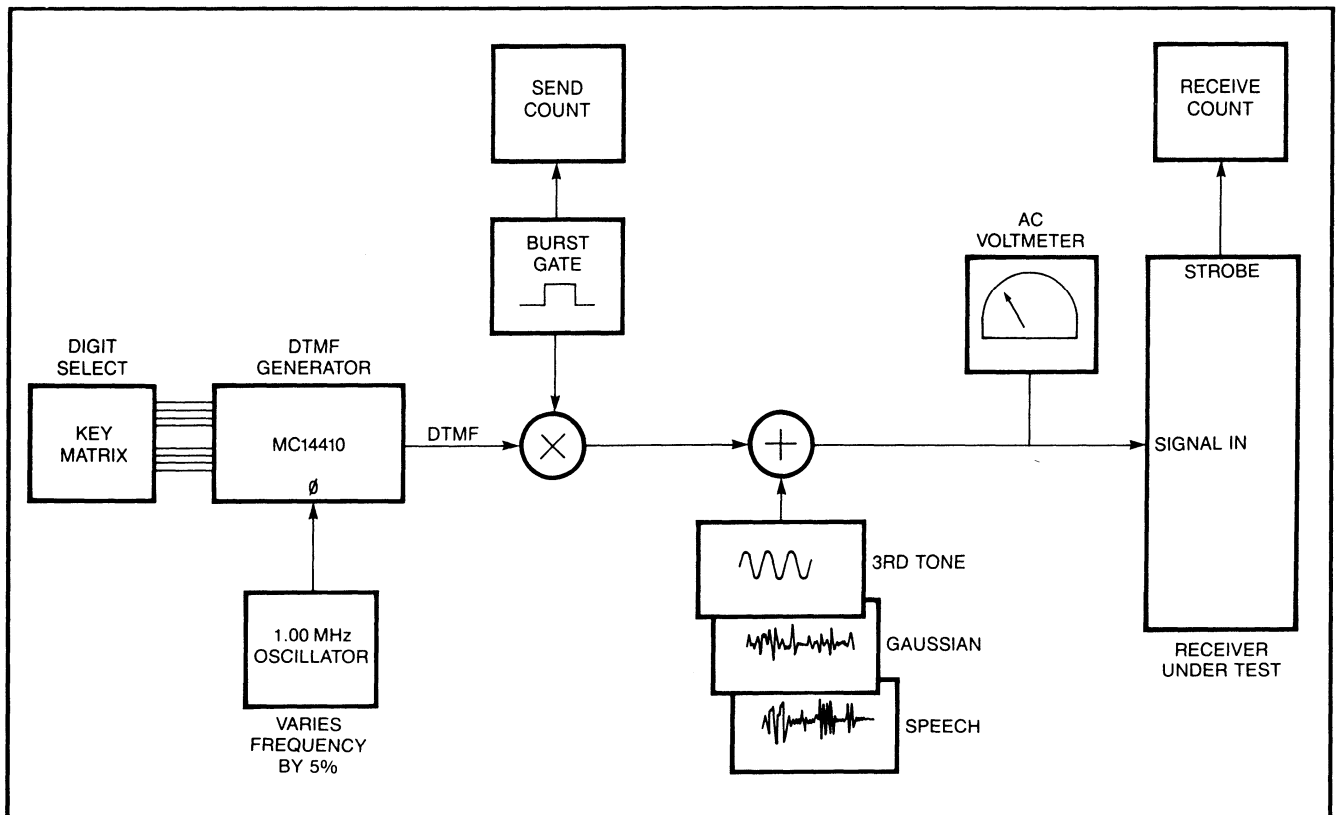 SEND
COUNT
RECEIVE
COUNT
BURST
GATE
AC
VOLTMETER
STROBE
DIGIT
SELECT
DTMF
GENERATOR
KEY
MATRIX
MC14410
ø
DTMF
SIGNAL IN
3RD TONE
1.00 MHz
OSCILLATOR
GAUSSIAN
RECEIVER
UNDER TEST
SPEECH
VARIES
FREQUENCY
BY 5%